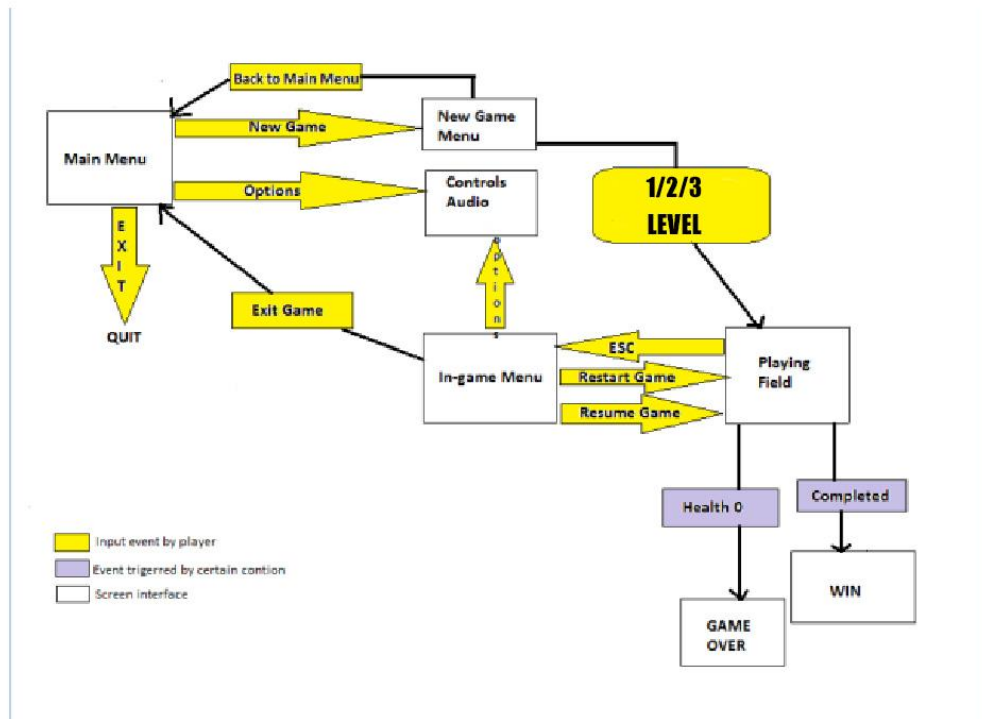 Back to Main Menu
New Game
New Game
Menu
Main Menu
Options
Controls
Audio
1/2/3
LEVEL
EXIT
QUIT
options
Exit Game
In-game Menu
ESC
Restart Game
Resume Game
Playing
Field
Health 0
Completed
WIN
GAME
OVER
Input event by player
Event trigerred by certain contion
Screen interface